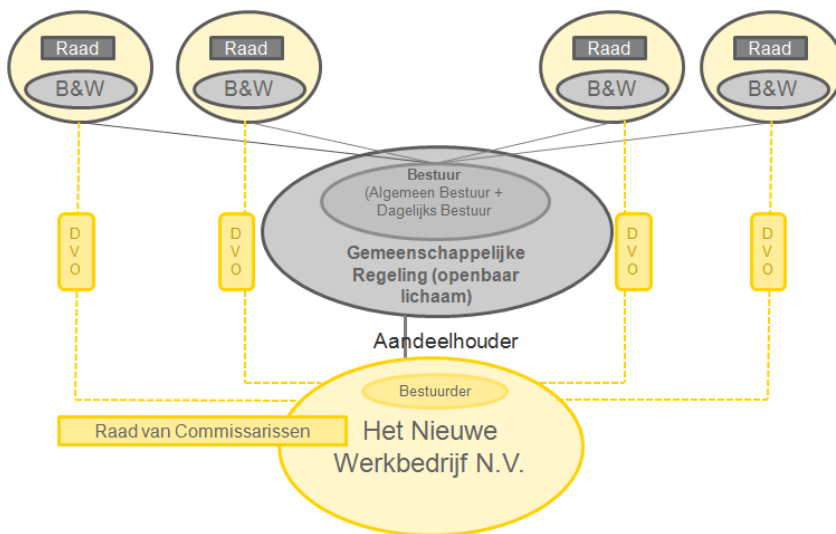 Raad
Raad
Raad
Raad
B&W
B&W
B&W
B&W
Bestuur
(Algemeen Bestuur +
Dagelijks Bestuur
D
V
O
D
V
O
D
V
O
D
V
O
Gemeenschappelijke
Regeling (openbaar
lichaam)
Aandeelhouder
Bestuurder
Raad van Commissarissen
Het Nieuwe
Werkbedrijf N.V.